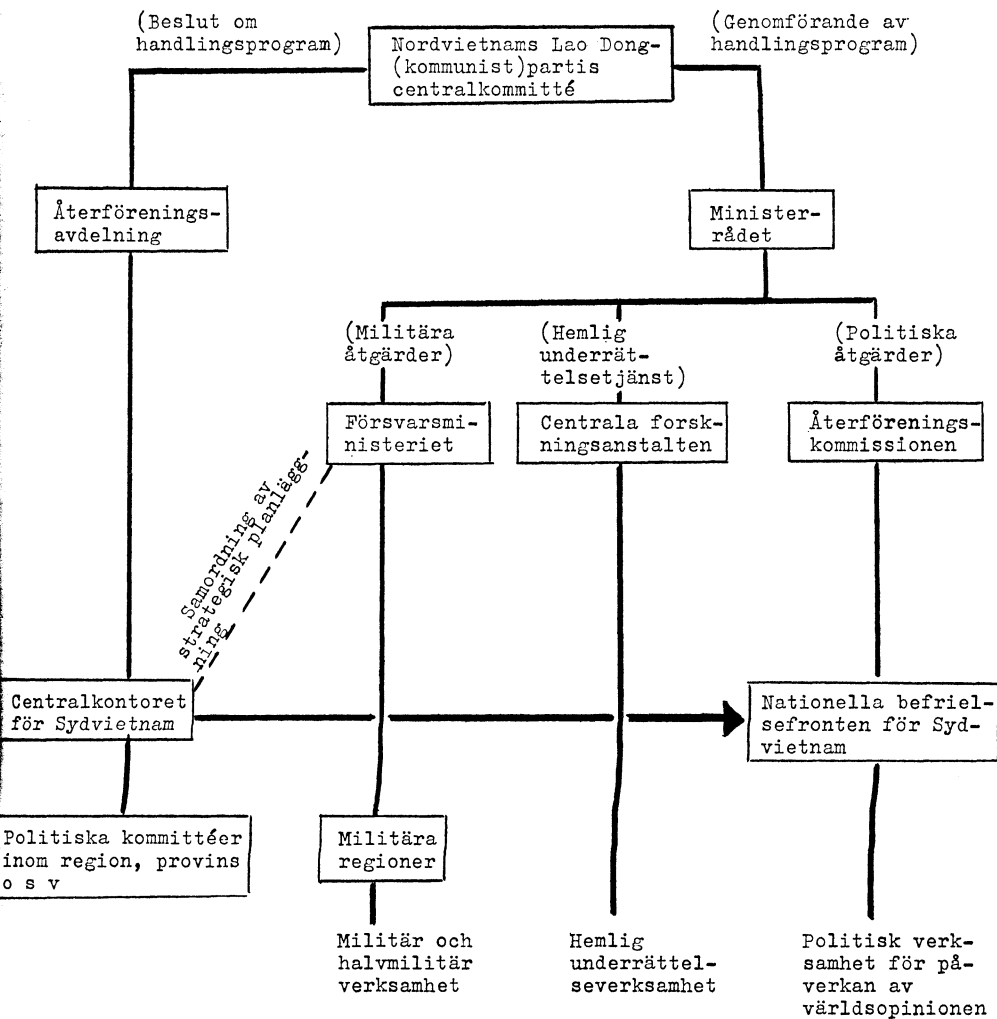 (Beslut om
handlingsprogram)
Nordvietnams Lao Dong-
(kommunist)partis
centralkommitté
(Genomförande av
handlingsprogram)
Återförenings-
avdelning
Minister-
rådet
(Militära
åtgärder)
(Hemlig
underrät-
telsetjänst)
(Politiska
åtgärder)
Försvarsmi-
nisteriet
Centrala forsk-
ningsanstalten
Återförenings-
kommissionen
Samordning av
strategisk planlägg-
ning
Centralkontoret
för Sydvietnam
Nationella befriel-
sefronten för Syd-
vietnam
Politiska kommittéer
inom region, provins
o s v
Militära
regioner
Militär och
halvmilitär
verksamhet
Hemlig
underrättel-
severksamhet
Politisk verk-
samhet för på-
verkan av
världsopinionen